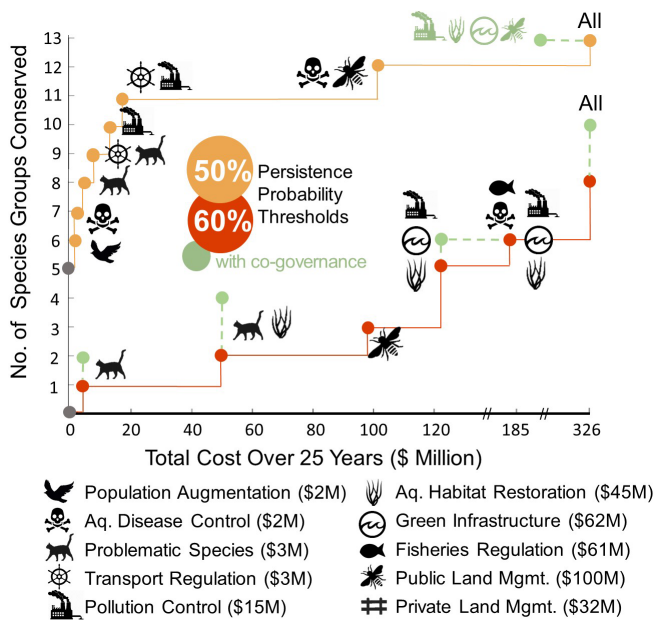 No. of Species Groups Conserved
13
12
11
10
9
8
7
6
5
4
3
2
1
All
All
50%
60%
Persistence
Probability
Thresholds
with co-governance
0 20 40 60 80 100 120 185 326
Total Cost Over 25 Years ($ Million)
Population Augmentation ($2M)
Aq. Disease Control ($2M)
Problematic Species ($3M)
Transport Regulation ($3M)
Pollution Control ($15M)
Aq. Habitat Restoration ($45M)
Green Infrastructure ($62M)
Fisheries Regulation ($61M)
Public Land Mgmt. ($100M)
Private Land Mgmt. ($32M)